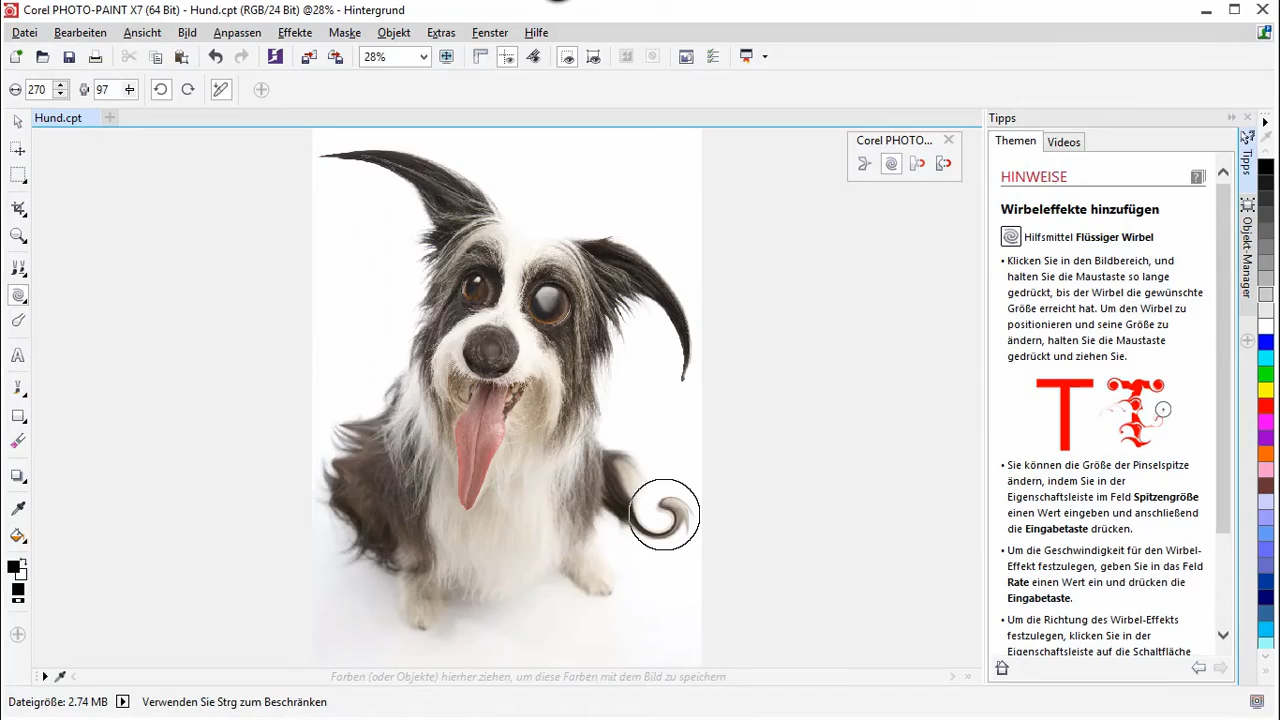 Corel PHOTO-PAINT X7 (64 Bit) - Hund.cpt (RGB/24 Bit) @28% - Hintergrund
Datei Bearbeiten Ansicht Bild Anpassen Effekte Maske Objekt Extras Fenster Hilfe
28%
270 97
Hund.cpt
Corel PHOTO...
Tipps
Themen Videos
HINWEISE
Wirbeleffekte hinzufügen
Hilfsmittel Flüssiger Wirbel
• Klicken Sie in den Bildbereich, und
halten Sie die Maustaste so lange
gedrückt, bis der Wirbel die gewünschte
Größe erreicht hat. Um den Wirbel zu
positionieren und seine Größe zu
ändern, halten Sie die Maustaste
gedrückt und ziehen Sie.
T T
• Sie können die Größe der Pinselspitze
ändern, indem Sie in der
Eigenschaftsleiste im Feld Spitzengröße
einen Wert eingeben und anschließend
die Eingabetaste drücken.
• Um die Geschwindigkeit für den Wirbel-
Effekt festzulegen, geben Sie in das Feld
Rate einen Wert ein und drücken die
Eingabetaste.
• Um die Richtung des Wirbel-Effekts
festzulegen, klicken Sie in der
Eigenschaftsleiste auf die Schaltfläche
Tipps
Objekt-Manager
Farben (oder Objekte) hierher ziehen, um diese Farben mit dem Bild zu speichern
Dateigröße: 2.74 MB Verwenden Sie Strg zum Beschränken